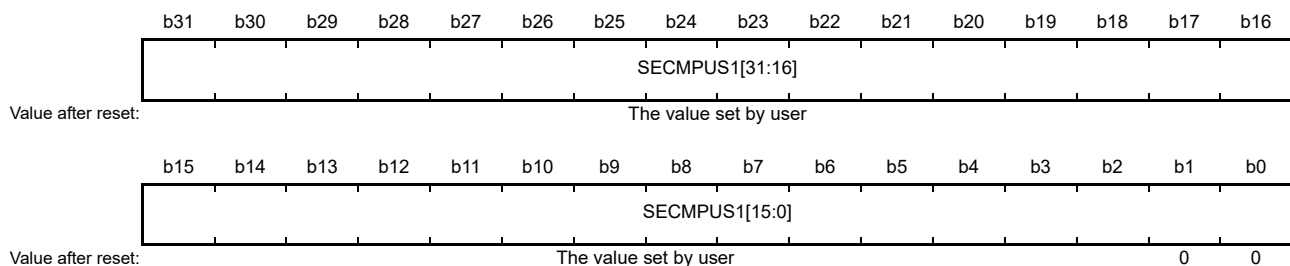 b31 b30 b29 b28 b27 b26 b25 b24 b23 b22 b21 b20 b19 b18 b17 b16
SECMPUS1[31:16]
Value after reset: The value set by user
b15 b14 b13 b12 b11 b10 b9 b8 b7 b6 b5 b4 b3 b2 b1 b0
SECMPUS1[15:0]
Value after reset: The value set by user 0 0